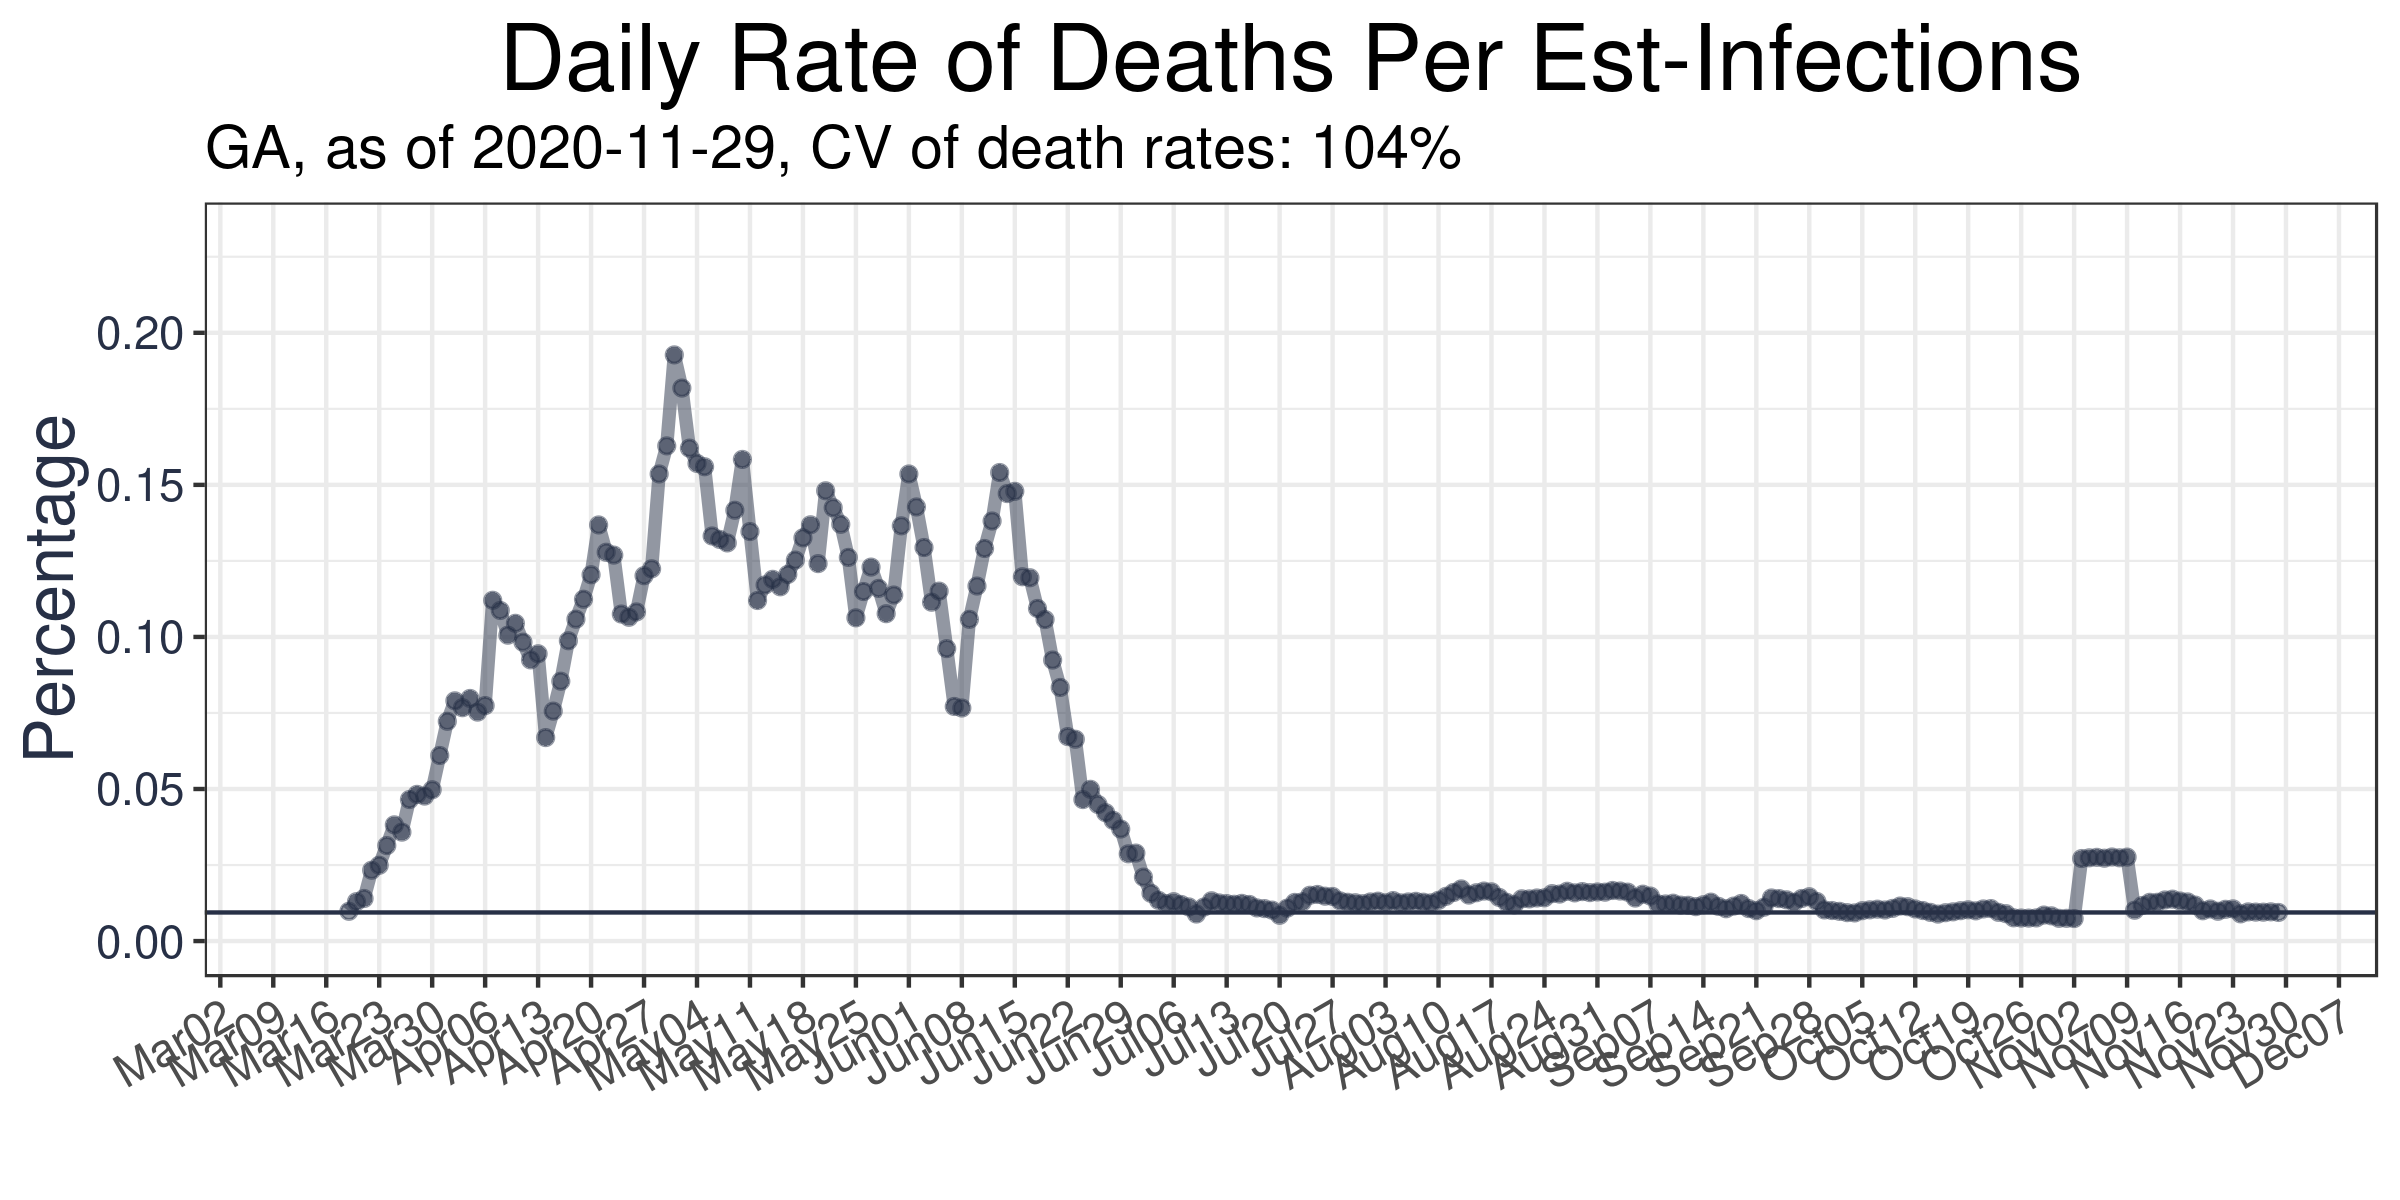 Daily Rate of Deaths Per Est-Infections
GA, as of 2020-11-29, CV of death rates: 104%
Percentage
0.20
0.15
0.10
0.05
0.00
Mar02
Mar09
Mar16
Mar23
Mar30
Apr06
Apr13
Apr20
Apr27
May04
May11
May18
May25
Jun01
Jun08
Jun15
Jun22
Jun29
Jul06
Jul13
Jul20
Jul27
Aug03
Aug10
Aug17
Aug24
Aug31
Sep07
Sep14
Sep21
Sep28
Oct05
Oct12
Oct19
Oct26
Nov02
Nov09
Nov16
Nov23
Nov30
Dec07